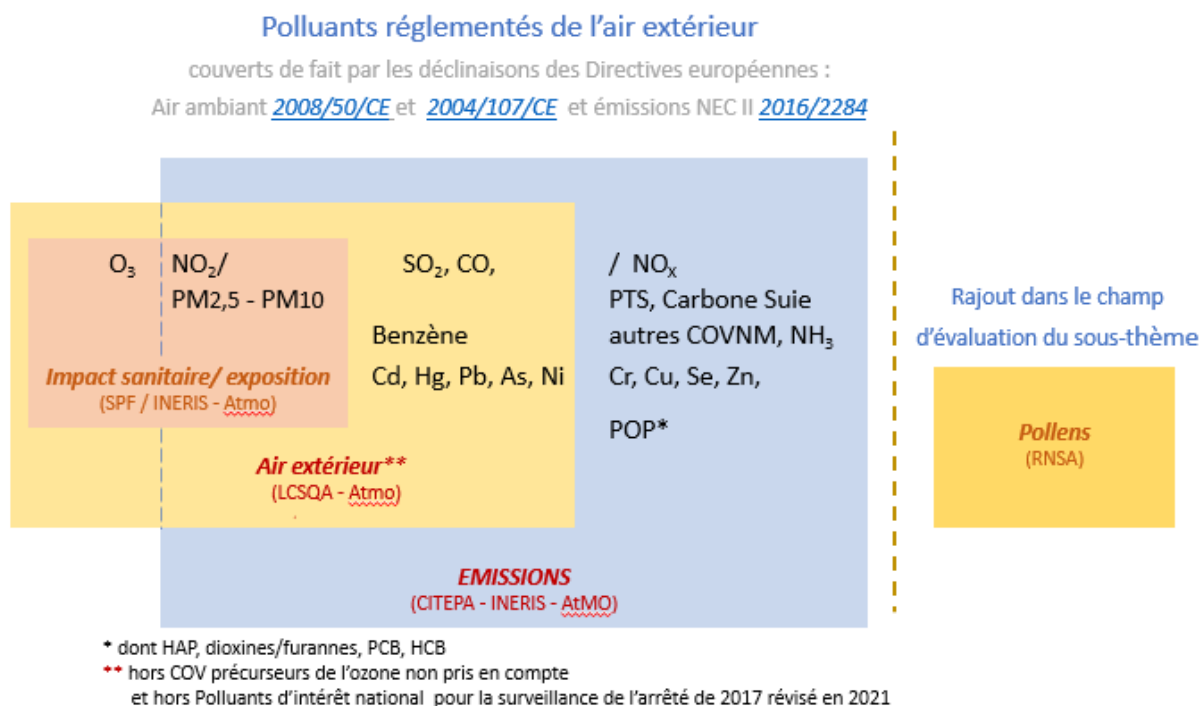 Polluants réglementés de l'air extérieur
couverts de fait par les déclinaisons des Directives européennes :
Air ambiant 2008/50/CE et 2004/107/CE et émissions NEC II 2016/2284
O₃ NO₂/ SO₂, CO, / NOₓ
PM2,5 - PM10 PTS, Carbone Suie
Benzène autres COVNM, NH₃
Impact sanitaire/ exposition Cd, Hg, Pb, As, Ni Cr, Cu, Se, Zn,
(SPF / INERIS - Atmo)
POP*
Air extérieur**
(LCSQA - Atmo)
EMISSIONS
(CITEPA - INERIS - AtMO)
Rajout dans le champ
d'évaluation du sous-thème
Pollens
(RNSA)
* dont HAP, dioxines/furannes, PCB, HCB
** hors COV précurseurs de l'ozone non pris en compte
et hors Polluants d'intérêt national pour la surveillance de l'arrêté de 2017 révisé en 2021